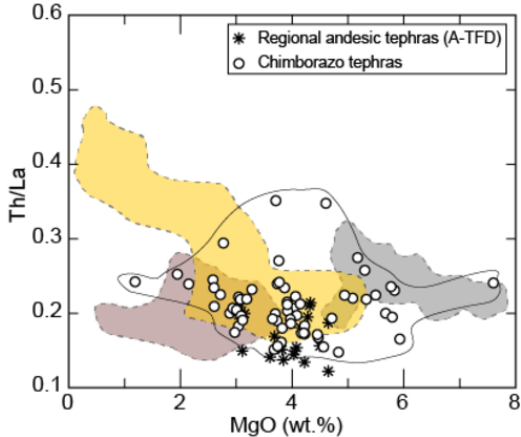 0.6
Regional andesic tephras (A-TFD)
Chimborazo tephras
0.5
0.4
Th/La
0.3
0.2
0.1
0 2 4 6 8
MgO (wt.%)